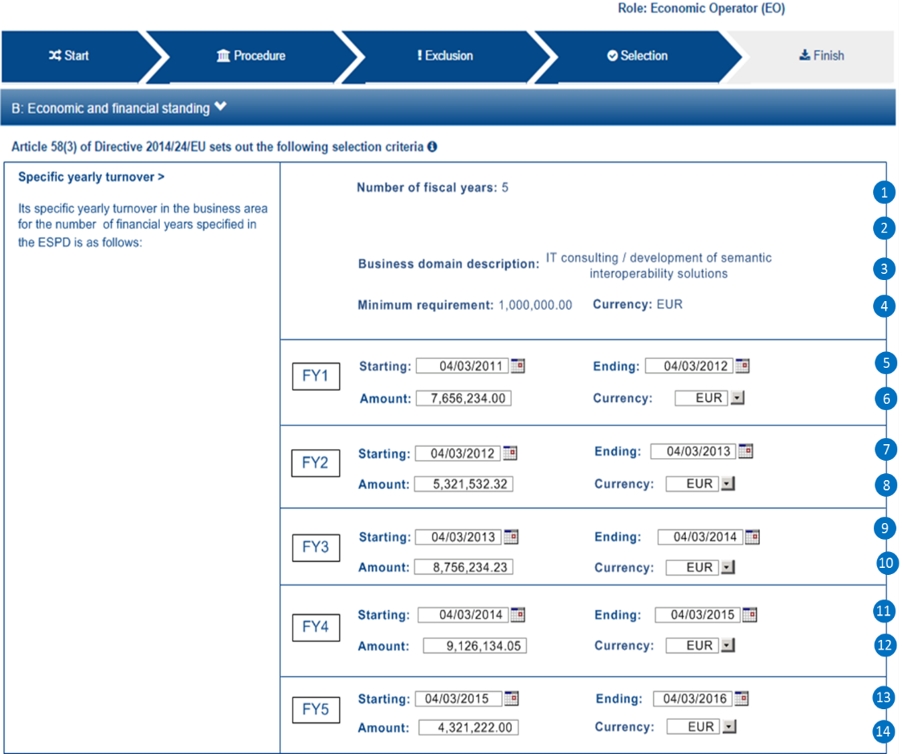 Role: Economic Operator (EO)
Start Procedure Exclusion Selection Finish
B: Economic and financial standing
Article 58(3) of Directive 2014/24/EU sets out the following selection criteria
Specific yearly turnover >
Its specific yearly turnover in the business area
for the number of financial years specified in
the ESPD is as follows:
Number of fiscal years: 5 1
2
Business domain description: IT consulting / development of semantic
interoperability solutions 3
Minimum requirement: 1,000,000.00 Currency: EUR 4
FY1
Starting: 04/03/2011 Ending: 04/03/2012 5
Amount: 7,656,234.00 Currency: EUR 6
FY2
Starting: 04/03/2012 Ending: 04/03/2013 7
Amount: 5,321,532.32 Currency: EUR 8
FY3
Starting: 04/03/2013 Ending: 04/03/2014 9
Amount: 8,756,234.23 Currency: EUR 10
FY4
Starting: 04/03/2014 Ending: 04/03/2015 11
Amount: 9,126,134.05 Currency: EUR 12
FY5
Starting: 04/03/2015 Ending: 04/03/2016 13
Amount: 4,321,222.00 Currency: EUR 14